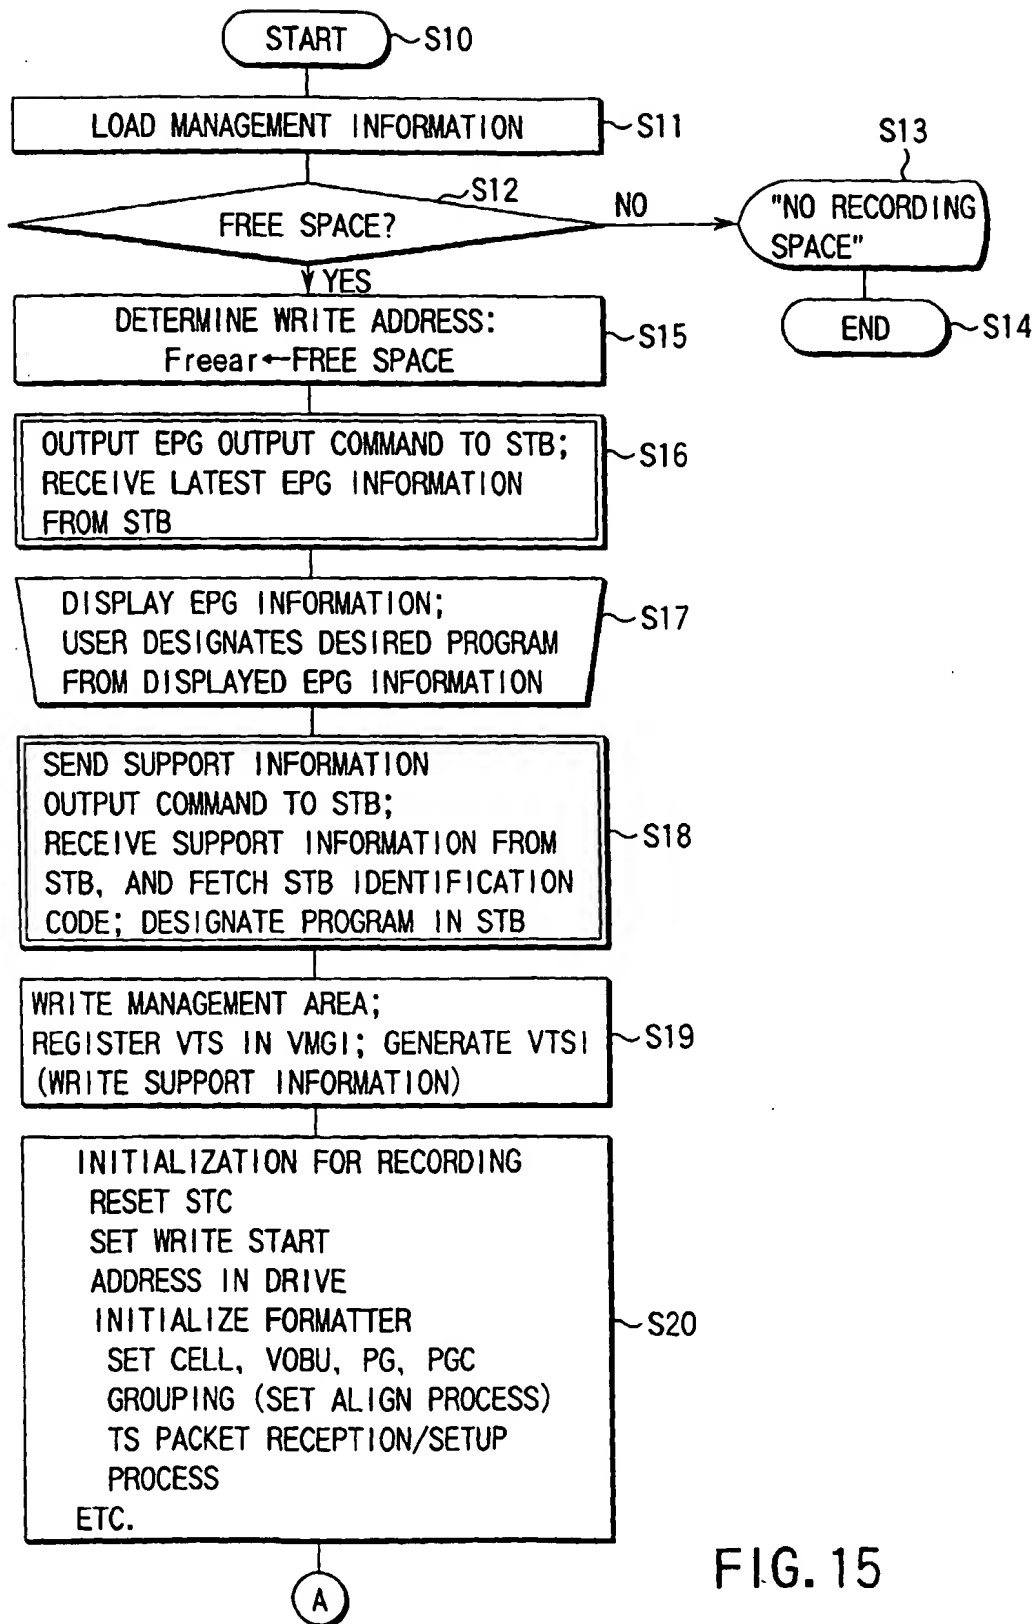 START
S10
LOAD MANAGEMENT INFORMATION
S11
S12
FREE SPACE?
NO
S13
"NO RECORDING
SPACE"
END
S14
YES
DETERMINE WRITE ADDRESS:
Freear←FREE SPACE
S15
OUTPUT EPG OUTPUT COMMAND TO STB;
RECEIVE LATEST EPG INFORMATION
FROM STB
S16
DISPLAY EPG INFORMATION;
USER DESIGNATES DESIRED PROGRAM
FROM DISPLAYED EPG INFORMATION
S17
SEND SUPPORT INFORMATION
OUTPUT COMMAND TO STB;
RECEIVE SUPPORT INFORMATION FROM
STB, AND FETCH STB IDENTIFICATION
CODE; DESIGNATE PROGRAM IN STB
S18
WRITE MANAGEMENT AREA;
REGISTER VTS IN VMGI; GENERATE VTSI
(WRITE SUPPORT INFORMATION)
S19
INITIALIZATION FOR RECORDING
RESET STC
SET WRITE START
ADDRESS IN DRIVE
INITIALIZE FORMATTER
SET CELL, VOBU, PG, PGC
GROUPING (SET ALIGN PROCESS)
TS PACKET RECEPTION/SETUP
PROCESS
ETC.
S20
A
FIG. 15